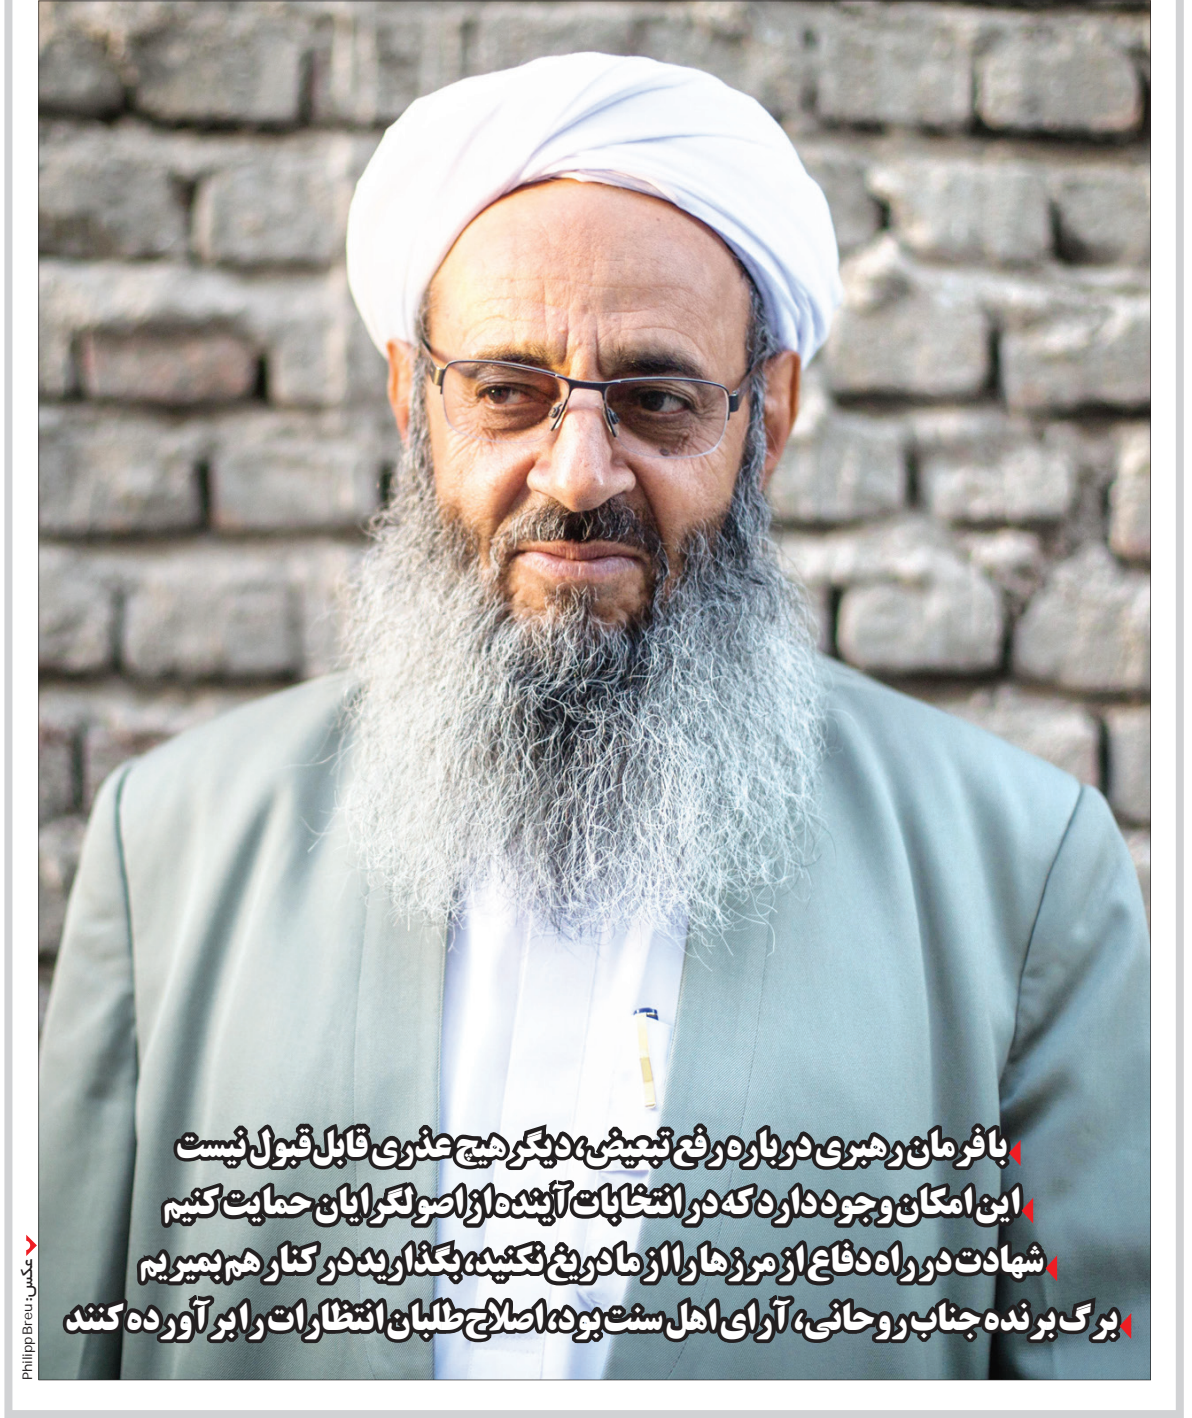 با فرمان رهبری درباره رفع تبعیض، دیگر هیچ عذری قابل قبول نیست
این امکان وجود دارد که در انتخابات آینده از اصولگرایان حمایت کنیم
شهادت در راه دفاع از مرزها را از ما دریغ نکنید، بگذارید در کنار هم بمیریم
برگ برنده جناب روحانی، آرای اهل سنت بود، اصلاح‌طلبان انتظارات را برآورده کنند
عکس: Philipp Breu